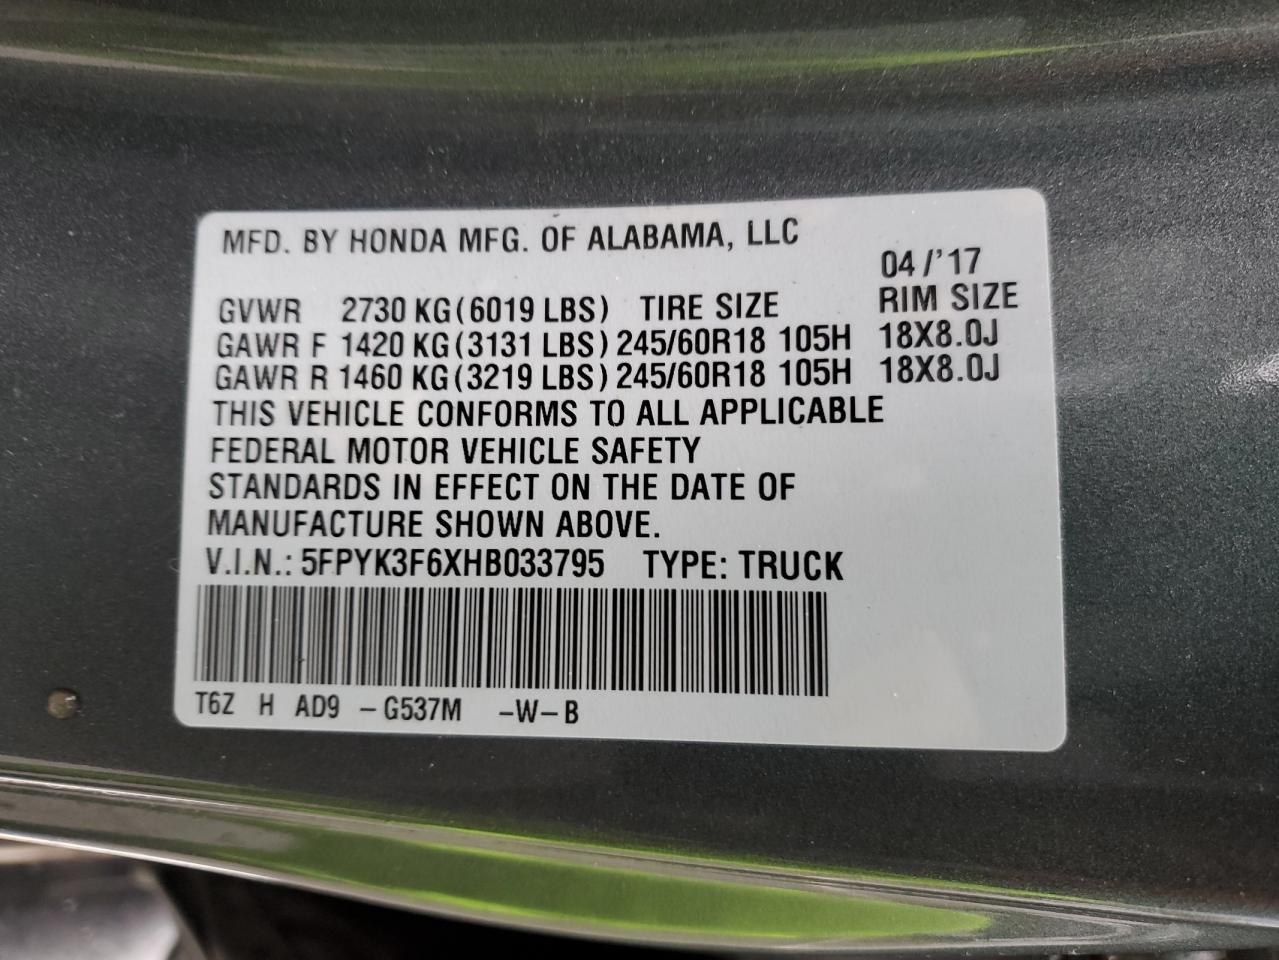 MFD. BY HONDA MFG. OF ALABAMA, LLC
04/'17
GVWR 2730 KG(6019 LBS) TIRE SIZE RIM SIZE
GAWR F 1420 KG(3131 LBS) 245/60R18 105H 18X8.0J
GAWR R 1460 KG(3219 LBS) 245/60R18 105H 18X8.0J
THIS VEHICLE CONFORMS TO ALL APPLICABLE
FEDERAL MOTOR VEHICLE SAFETY
STANDARDS IN EFFECT ON THE DATE OF
MANUFACTURE SHOWN ABOVE.
V.I.N.: 5FPYK3F6XHB033795 TYPE: TRUCK
T6Z H AD9 -G537M -W-B